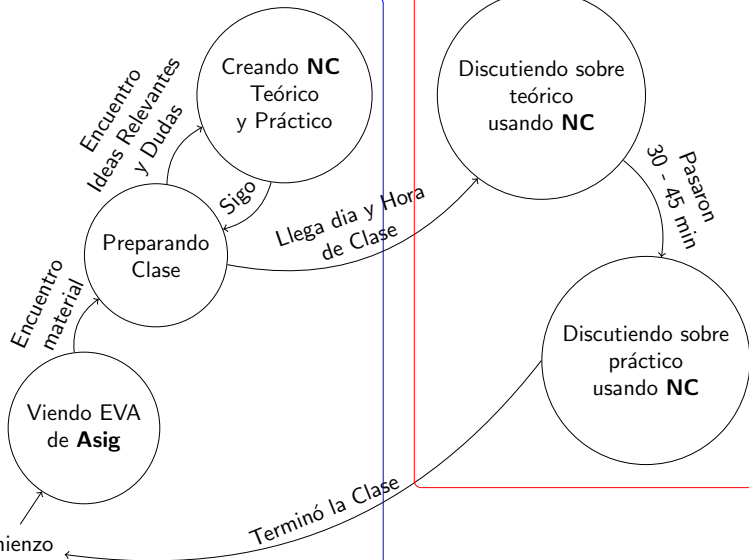 Creando NC
Teórico
y Práctico
Discutiendo sobre
teórico
usando NC
Encuentro
Ideas Relevantes
y Dudas
Sigo
Llega dia y Hora
de Clase
Pasaron
30 - 45 min
Preparando
Clase
Encuentro
material
Discutiendo sobre
práctico
usando NC
Viendo EVA
de Asig
Terminó la Clase
mienzo